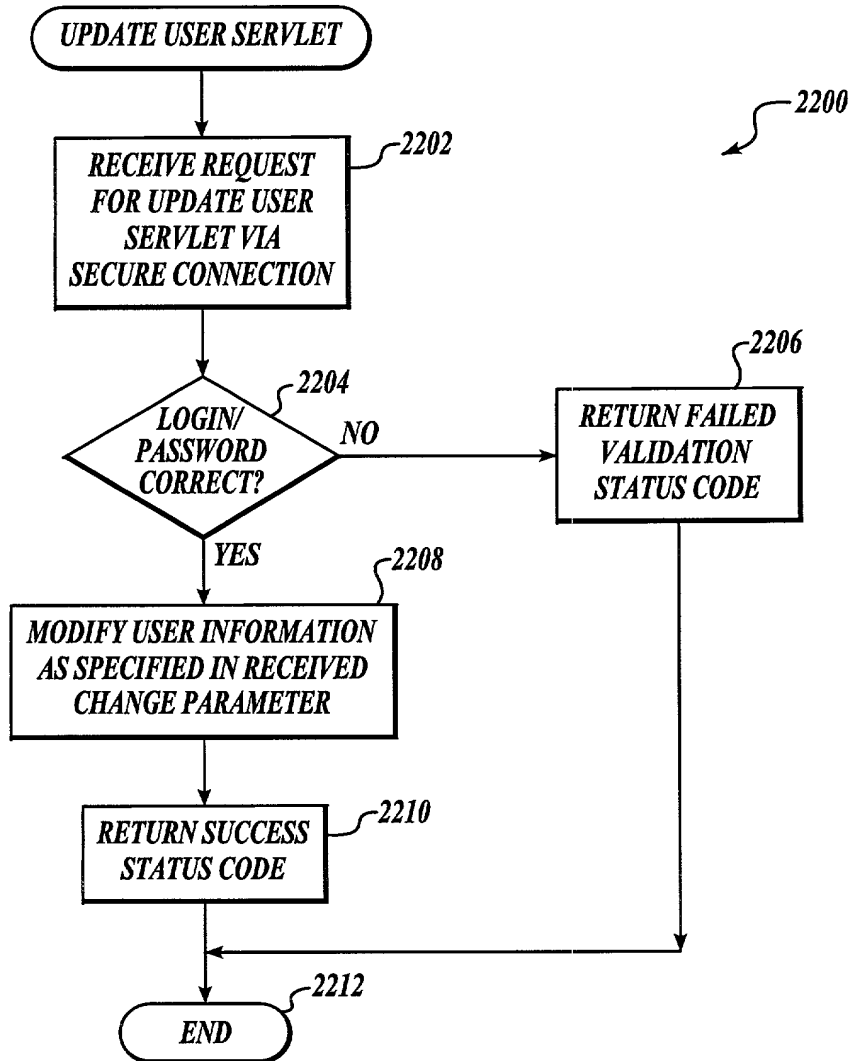 UPDATE USER SERVLET
2200
2202
RECEIVE REQUEST
FOR UPDATE USER
SERVLET VIA
SECURE CONNECTION
2204
LOGIN/
PASSWORD
CORRECT?
NO
2206
RETURN FAILED
VALIDATION
STATUS CODE
YES
2208
MODIFY USER INFORMATION
AS SPECIFIED IN RECEIVED
CHANGE PARAMETER
2210
RETURN SUCCESS
STATUS CODE
2212
END